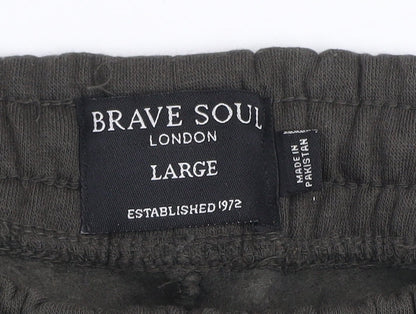 BRAVE SOUL
LONDON
LARGE
ESTABLISHED 1972
MADE IN
PAKISTAN